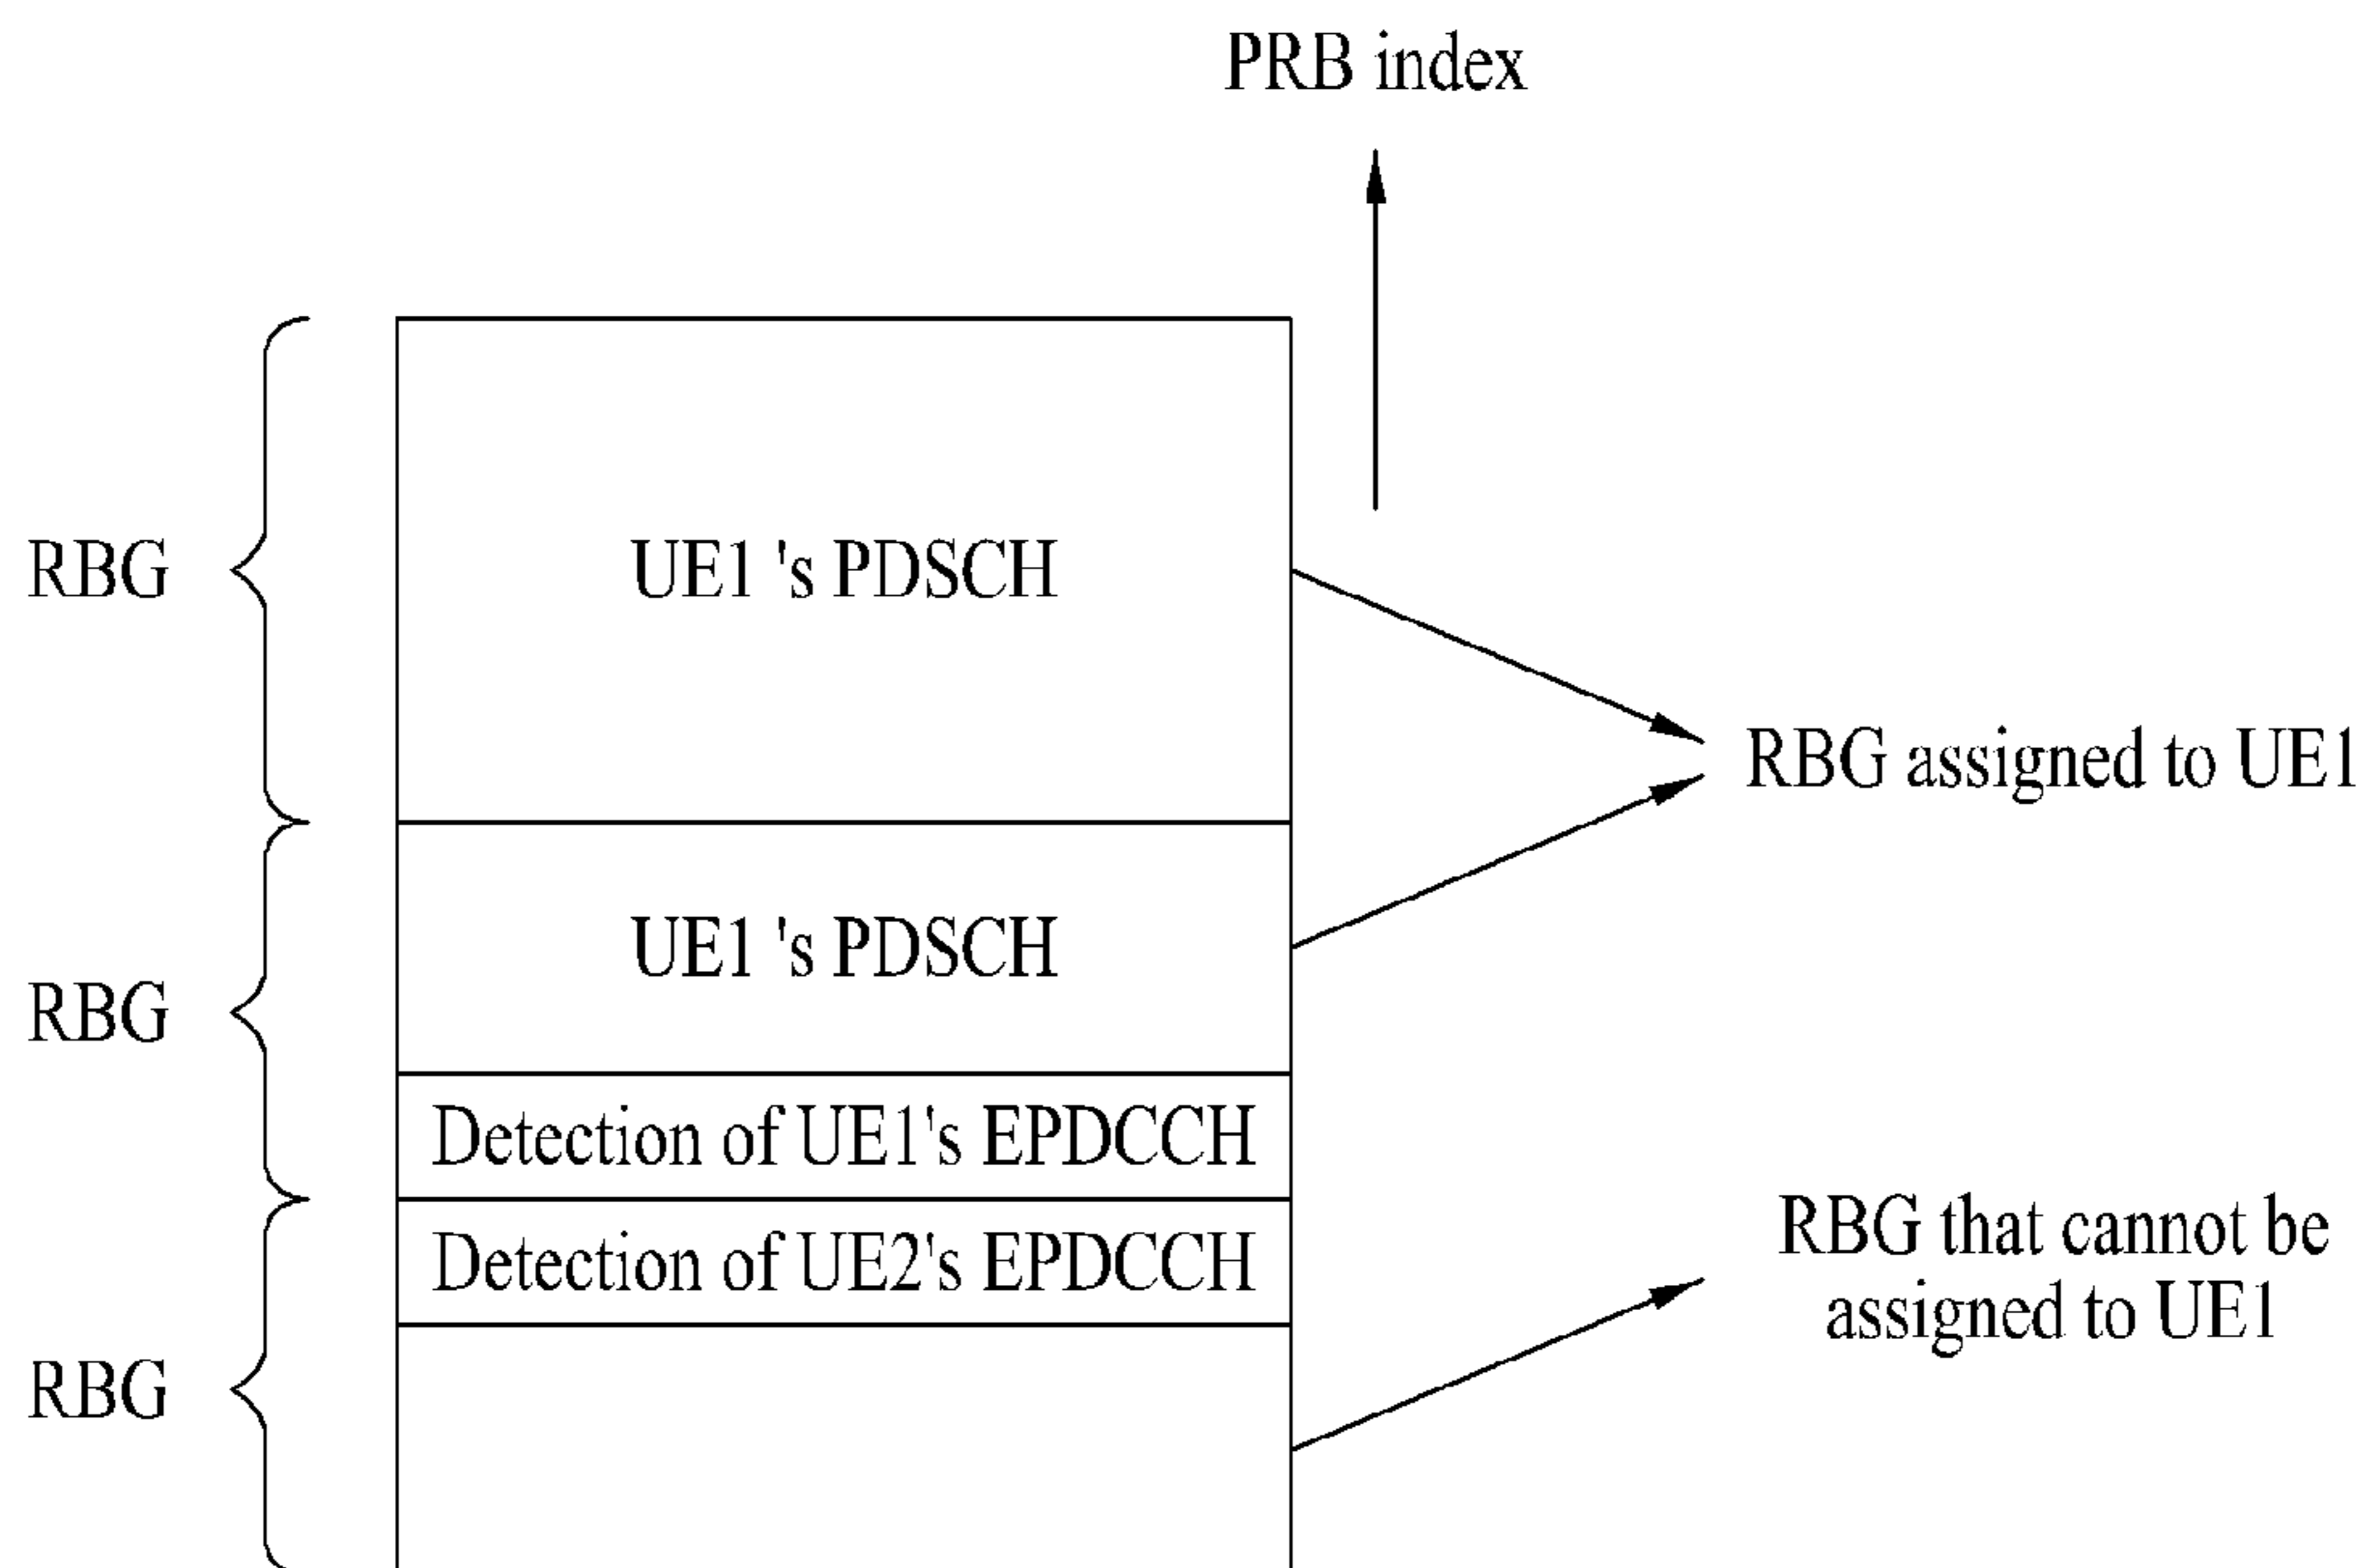 PRB index
RBG
UE1 's PDSCH
RBG assigned to UE1
UE1 's PDSCH
RBG
Detection of UE1's EPDCCH
Detection of UE2's EPDCCH
RBG that cannot be
assigned to UE1
RBG